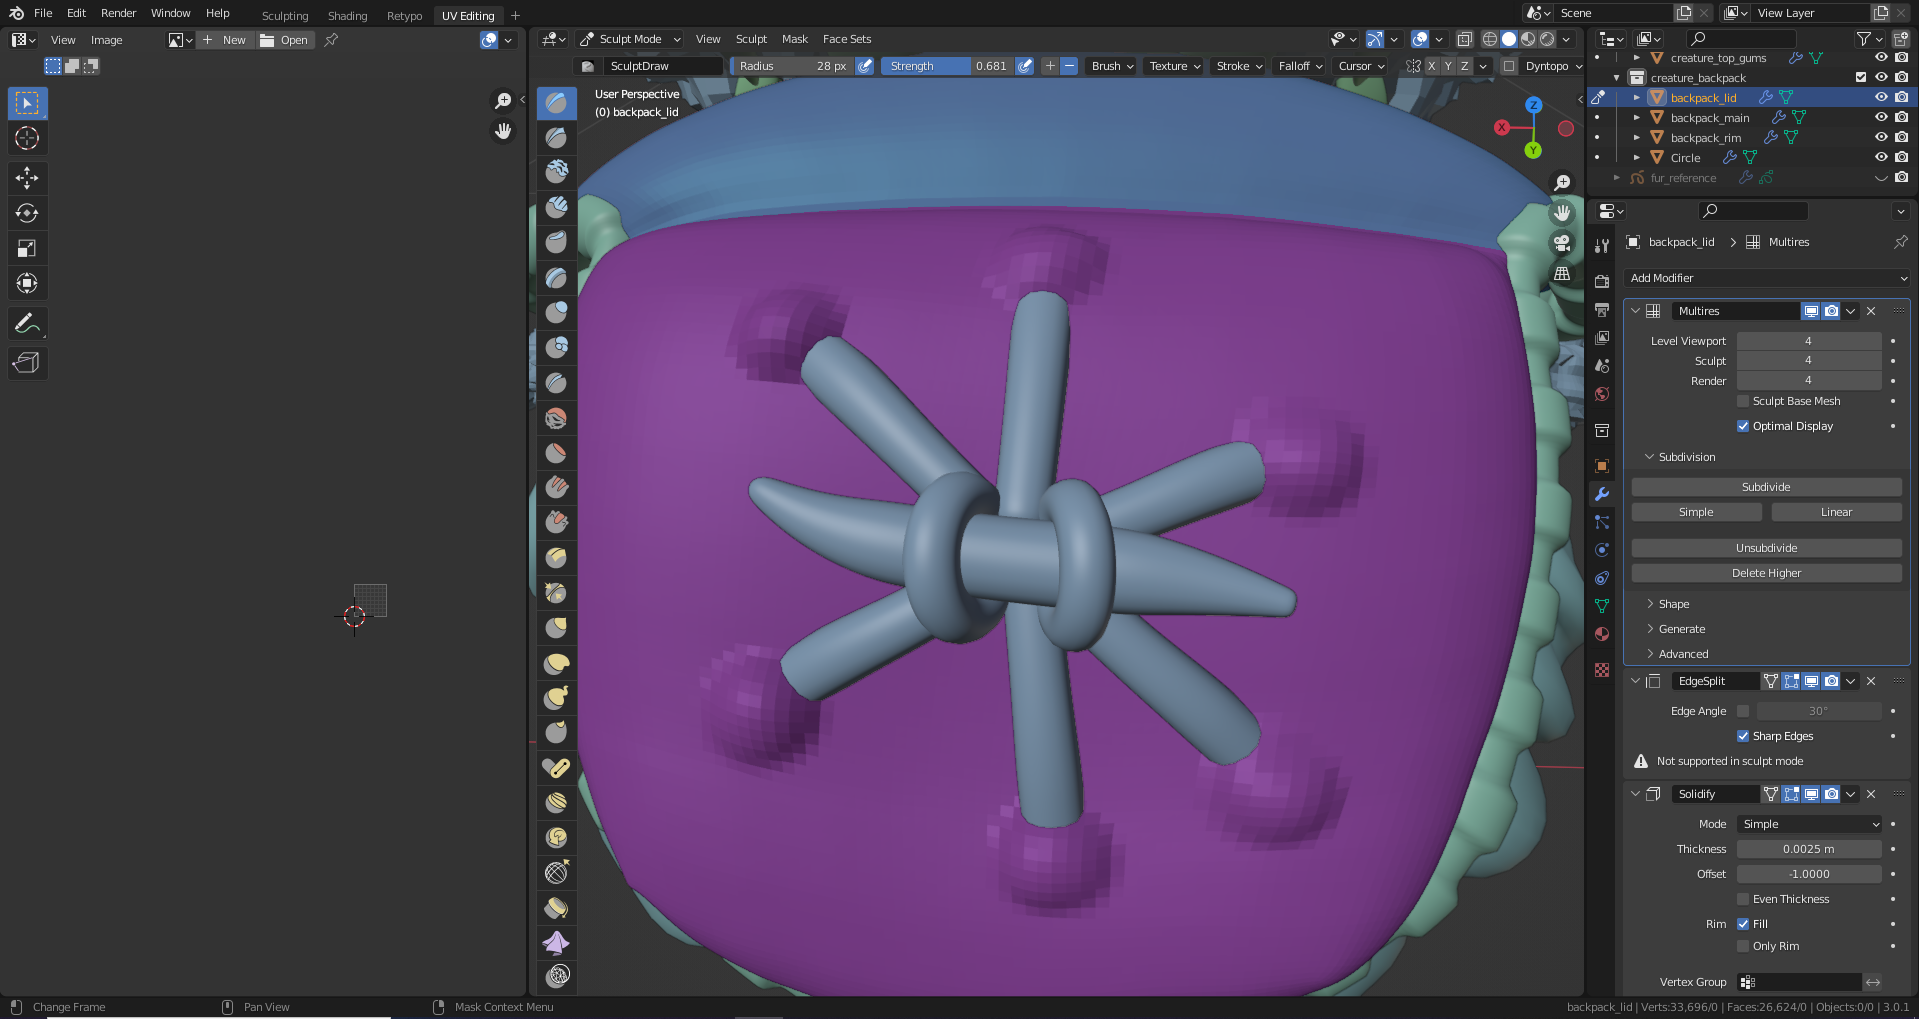 File Edit Render Window Help Sculpting Shading Retypo UV Editing + Scene View Layer
View Image + New Open Sculpt Mode View Sculpt Mask Face Sets
SculptDraw Radius 28 px Strength 0.681 + − Brush Texture Stroke Falloff Cursor X Y Z Dyntopo
User Perspective
(0) backpack_lid
Z
X
Y
creature_top_gums
creature_backpack
backpack_lid
backpack_main
backpack_rim
Circle
fur_reference
backpack_lid > Multires
Add Modifier
Multires
Level Viewport 4
Sculpt 4
Render 4
Sculpt Base Mesh
Optimal Display
Subdivision
Subdivide
Simple Linear
Unsubdivide
Delete Higher
Shape
Generate
Advanced
EdgeSplit
Edge Angle 30°
Sharp Edges
Not supported in sculpt mode
Solidify
Mode Simple
Thickness 0.0025 m
Offset -1.0000
Even Thickness
Rim Fill
Only Rim
Vertex Group
Change Frame Pan View Mask Context Menu backpack_lid | Verts:33,696/0 | Faces:26,624/0 | Objects:0/0 | 3.0.1